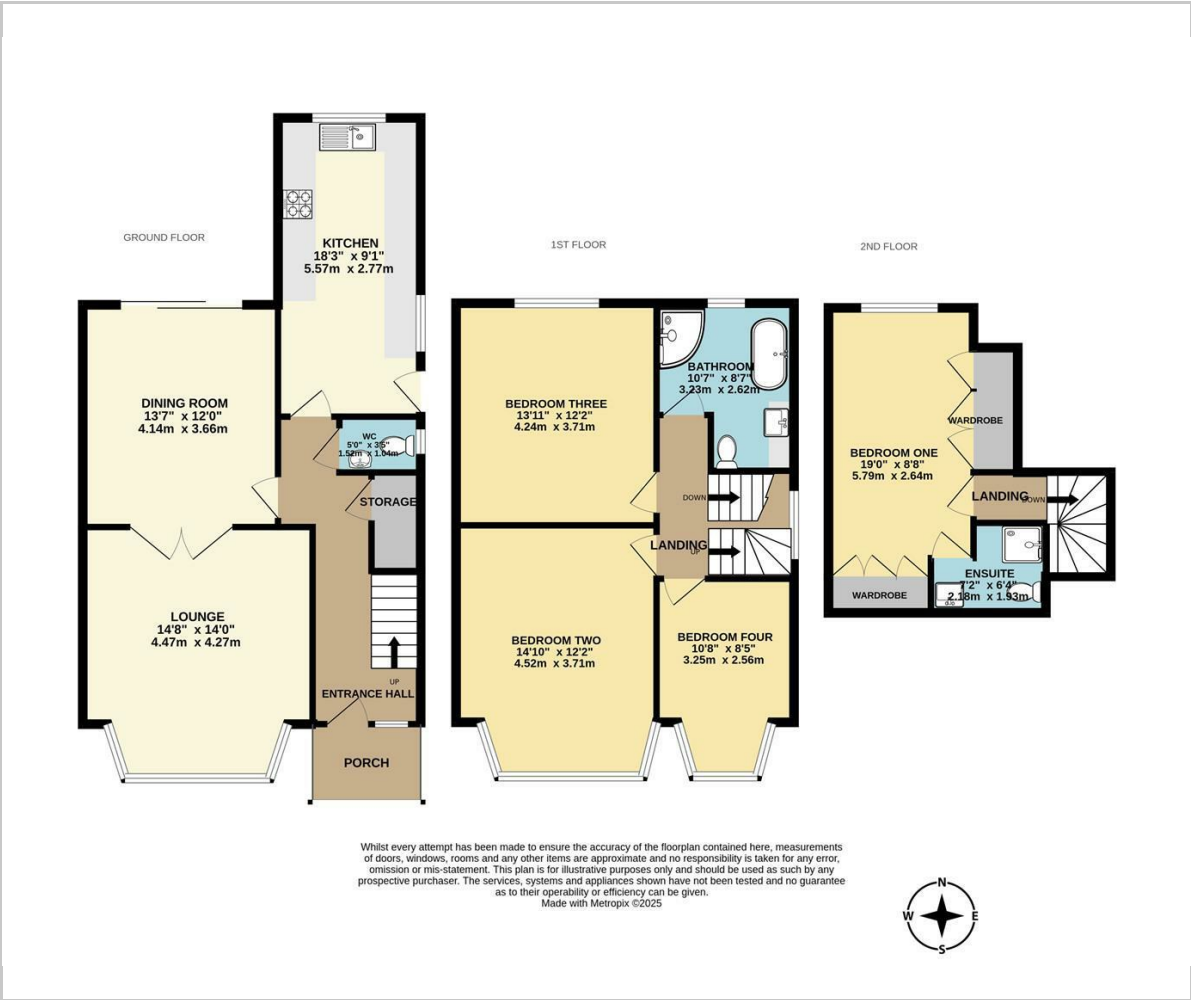 GROUND FLOOR
KITCHEN
18'3" x 9'1"
5.57m x 2.77m
DINING ROOM
13'7" x 12'0"
4.14m x 3.66m
WC
5'0" x 3'5"
1.52m x 1.04m
STORAGE
LOUNGE
14'8" x 14'0"
4.47m x 4.27m
UP
ENTRANCE HALL
PORCH
1ST FLOOR
BEDROOM THREE
13'11" x 12'2"
4.24m x 3.71m
BATHROOM
10'7" x 8'7"
3.23m x 2.62m
DOWN
LANDING
UP
BEDROOM TWO
14'10" x 12'2"
4.52m x 3.71m
BEDROOM FOUR
10'8" x 8'5"
3.25m x 2.56m
2ND FLOOR
WARDROBE
BEDROOM ONE
19'0" x 8'8"
5.79m x 2.64m
LANDING
DOWN
ENSUITE
7'2" x 6'4"
2.18m x 1.93m
WARDROBE
Whilst every attempt has been made to ensure the accuracy of the floorplan contained here, measurements
of doors, windows, rooms and any other items are approximate and no responsibility is taken for any error,
omission or mis-statement. This plan is for illustrative purposes only and should be used as such by any
prospective purchaser. The services, systems and appliances shown have not been tested and no guarantee
as to their operability or efficiency can be given.
Made with Metropix ©2025
N
W E
S